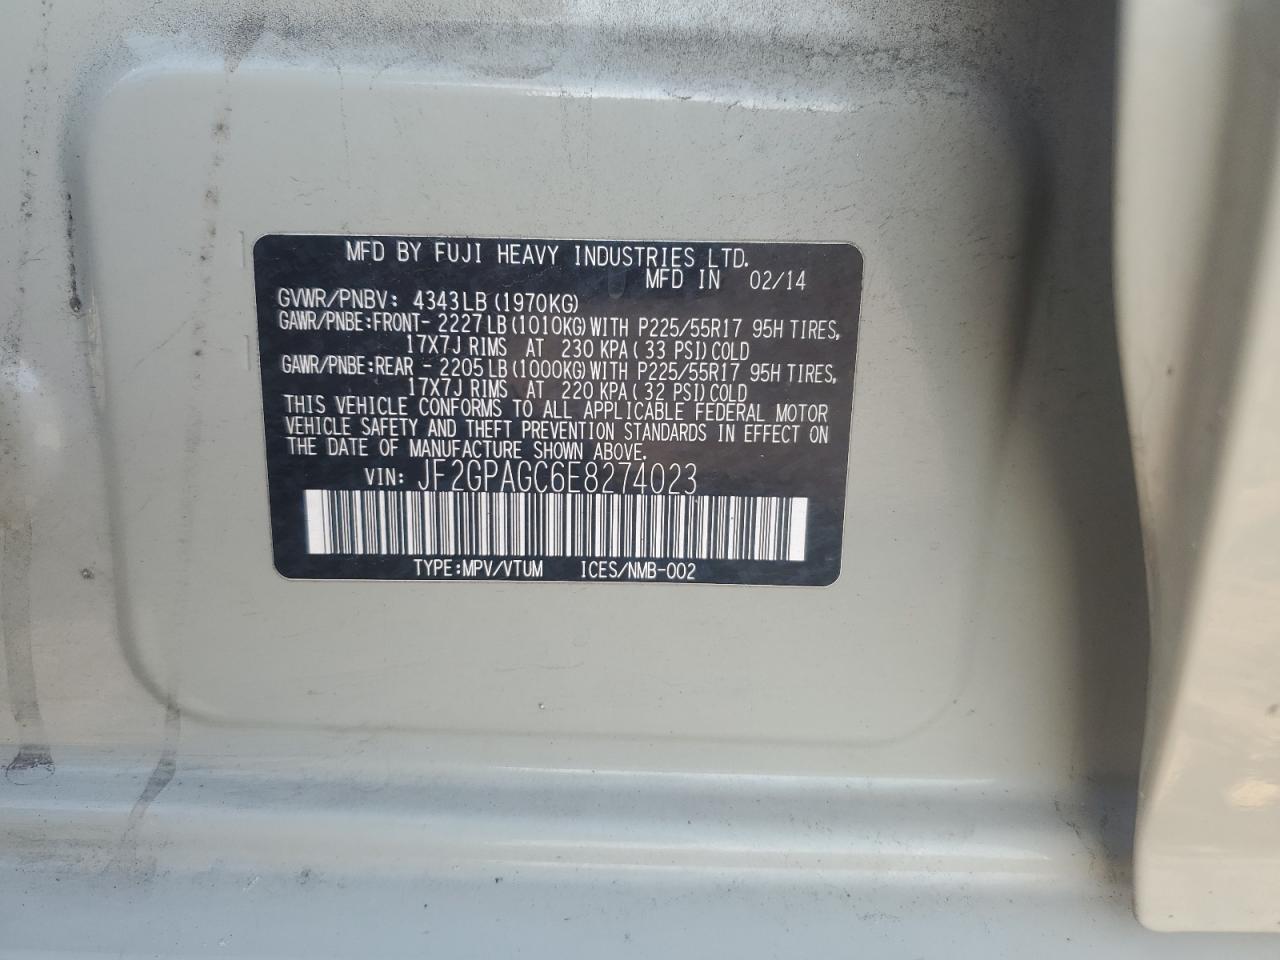 MFD BY FUJI HEAVY INDUSTRIES LTD.
MFD IN 02/14
GVWR/PNBV: 4343LB (1970KG)
GAWR/PNBE:FRONT- 2227 LB (1010KG) WITH P225/55R17 95H TIRES,
17X7J RIMS AT 230 KPA ( 33 PSI) COLD
GAWR/PNBE:REAR - 2205 LB (1000KG) WITH P225/55R17 95H TIRES,
17X7J RIMS AT 220 KPA ( 32 PSI) COLD
THIS VEHICLE CONFORMS TO ALL APPLICABLE FEDERAL MOTOR
VEHICLE SAFETY AND THEFT PREVENTION STANDARDS IN EFFECT ON
THE DATE OF MANUFACTURE SHOWN ABOVE.
VIN: JF2GPAGC6E8274023
TYPE:MPV/VTUM ICES/NMB-002